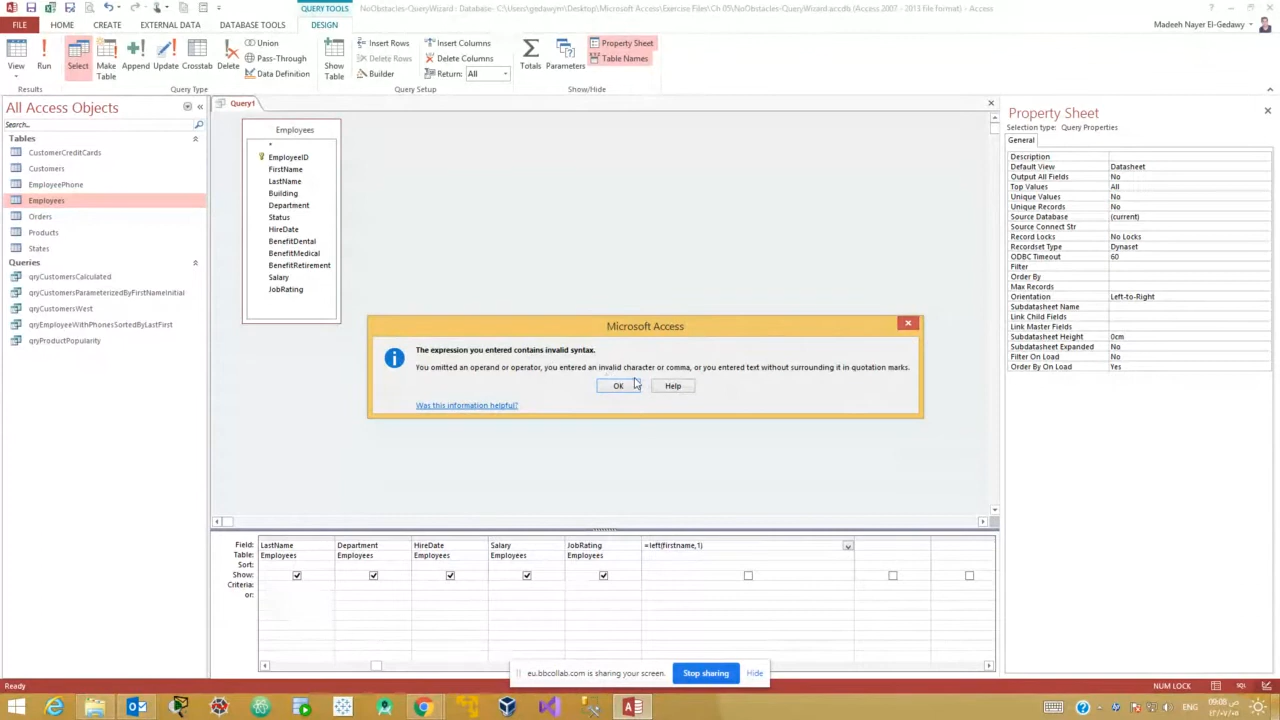 QUERY TOOLS
NoObstacles-QueryWizard : Database- C:\Users\gedawym\Desktop\Microsoft Access\Exercise Files\Ch 05\NoObstacles-QueryWizard.accdb (Access 2007 - 2013 file format) - Access
FILE HOME CREATE EXTERNAL DATA DATABASE TOOLS DESIGN
Madeeh Nayer El-Gedawy
View
Run
Results
Select
Make Table
Append
Update
Crosstab
Delete
Union
Pass-Through
Data Definition
Query Type
Show Table
Insert Rows
Delete Rows
Builder
Insert Columns
Delete Columns
Return: All
Query Setup
Totals
Parameters
Property Sheet
Table Names
Show/Hide
All Access Objects
Search...
Tables
CustomerCreditCards
Customers
EmployeePhone
Employees
Orders
Products
States
Queries
qryCustomersCalculated
qryCustomersParameterizedByFirstNameInitial
qryCustomersWest
qryEmployeeWithPhonesSortedByLastFirst
qryProductPopularity
Query1
Employees
*
EmployeeID
FirstName
LastName
Building
Department
Status
HireDate
BenefitDental
BenefitMedical
BenefitRetirement
Salary
JobRating
Microsoft Access
The expression you entered contains invalid syntax.
You omitted an operand or operator, you entered an invalid character or comma, or you entered text without surrounding it in quotation marks.
OK Help
Was this information helpful?
Field: LastName Department HireDate Salary JobRating =left(firstname,1)
Table: Employees Employees Employees Employees Employees
Sort:
Show:
Criteria:
or:
Property Sheet
Selection type: Query Properties
General
Description
Default View Datasheet
Output All Fields No
Top Values All
Unique Values No
Unique Records No
Source Database (current)
Source Connect Str
Record Locks No Locks
Recordset Type Dynaset
ODBC Timeout 60
Filter
Order By
Max Records
Orientation Left-to-Right
Subdatasheet Name
Link Child Fields
Link Master Fields
Subdatasheet Height 0cm
Subdatasheet Expanded No
Filter On Load No
Order By On Load Yes
eu.bbcollab.com is sharing your screen. Stop sharing Hide
Ready
NUM LOCK SQL
ENG